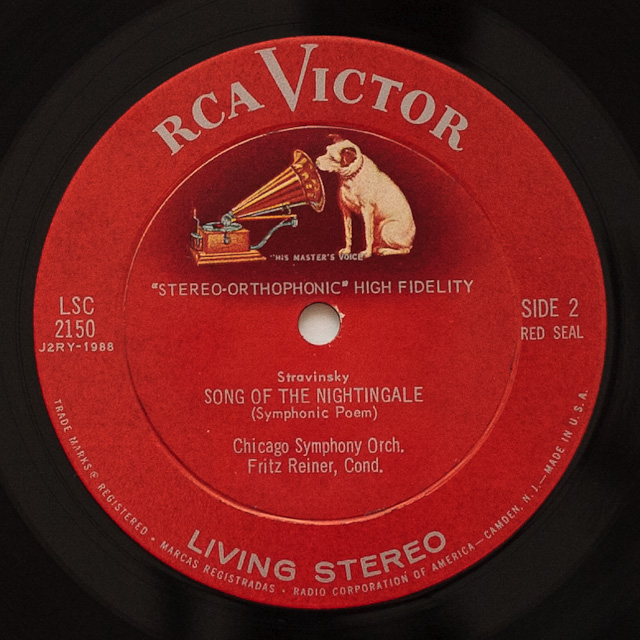 RCA VICTOR
"HIS MASTER'S VOICE"
"STEREO-ORTHOPHONIC" HIGH FIDELITY
LSC
2150
J2RY-1988
SIDE 2
RED SEAL
Stravinsky
SONG OF THE NIGHTINGALE
(Symphonic Poem)
Chicago Symphony Orch.
Fritz Reiner, Cond.
LIVING STEREO
TRADE MARKS ® REGISTERED • MARCAS REGISTRADAS • RADIO CORPORATION OF AMERICA—CAMDEN, N. J.—MADE IN U.S.A.